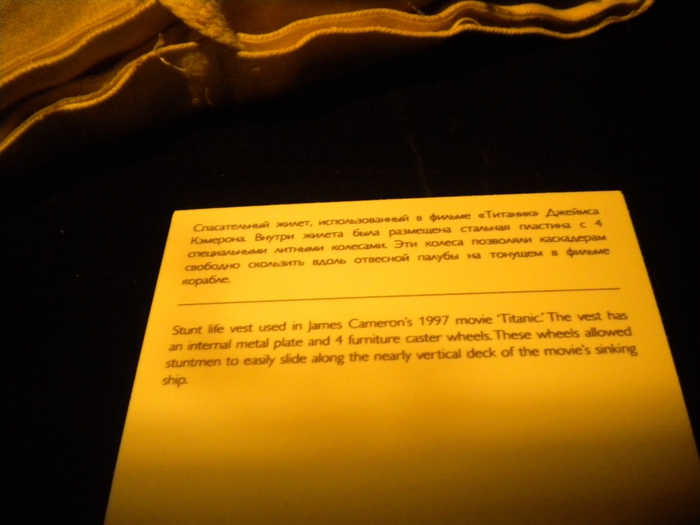 Спасательный жилет, использованный в фильме «Титаник» Джеймса
Кэмерона. Внутри жилета была размещена стальная пластина с 4
специальными литными колесами. Эти колеса позволяли каскадерам
свободно скользить вдоль отвесной палубы на тонущем в фильме
корабле.
Stunt life vest used in James Cameron's 1997 movie 'Titanic.' The vest has
an internal metal plate and 4 furniture caster wheels. These wheels allowed
stuntmen to easily slide along the nearly vertical deck of the movie's sinking
ship.